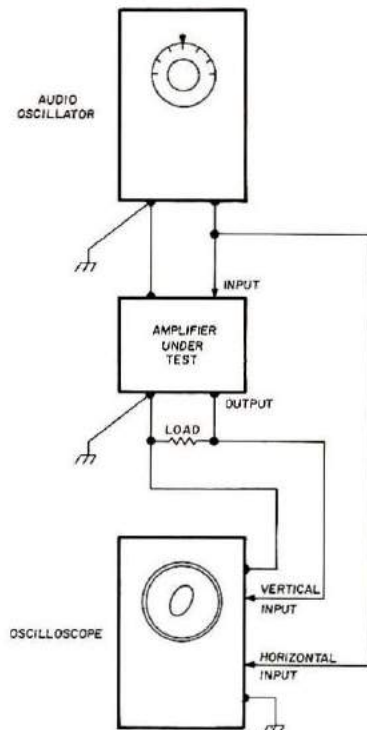 AUDIO
OSCILLATOR
INPUT
AMPLIFIER
UNDER
TEST
OUTPUT
LOAD
VERTICAL
INPUT
OSCILLOSCOPE
HORIZONTAL
INPUT